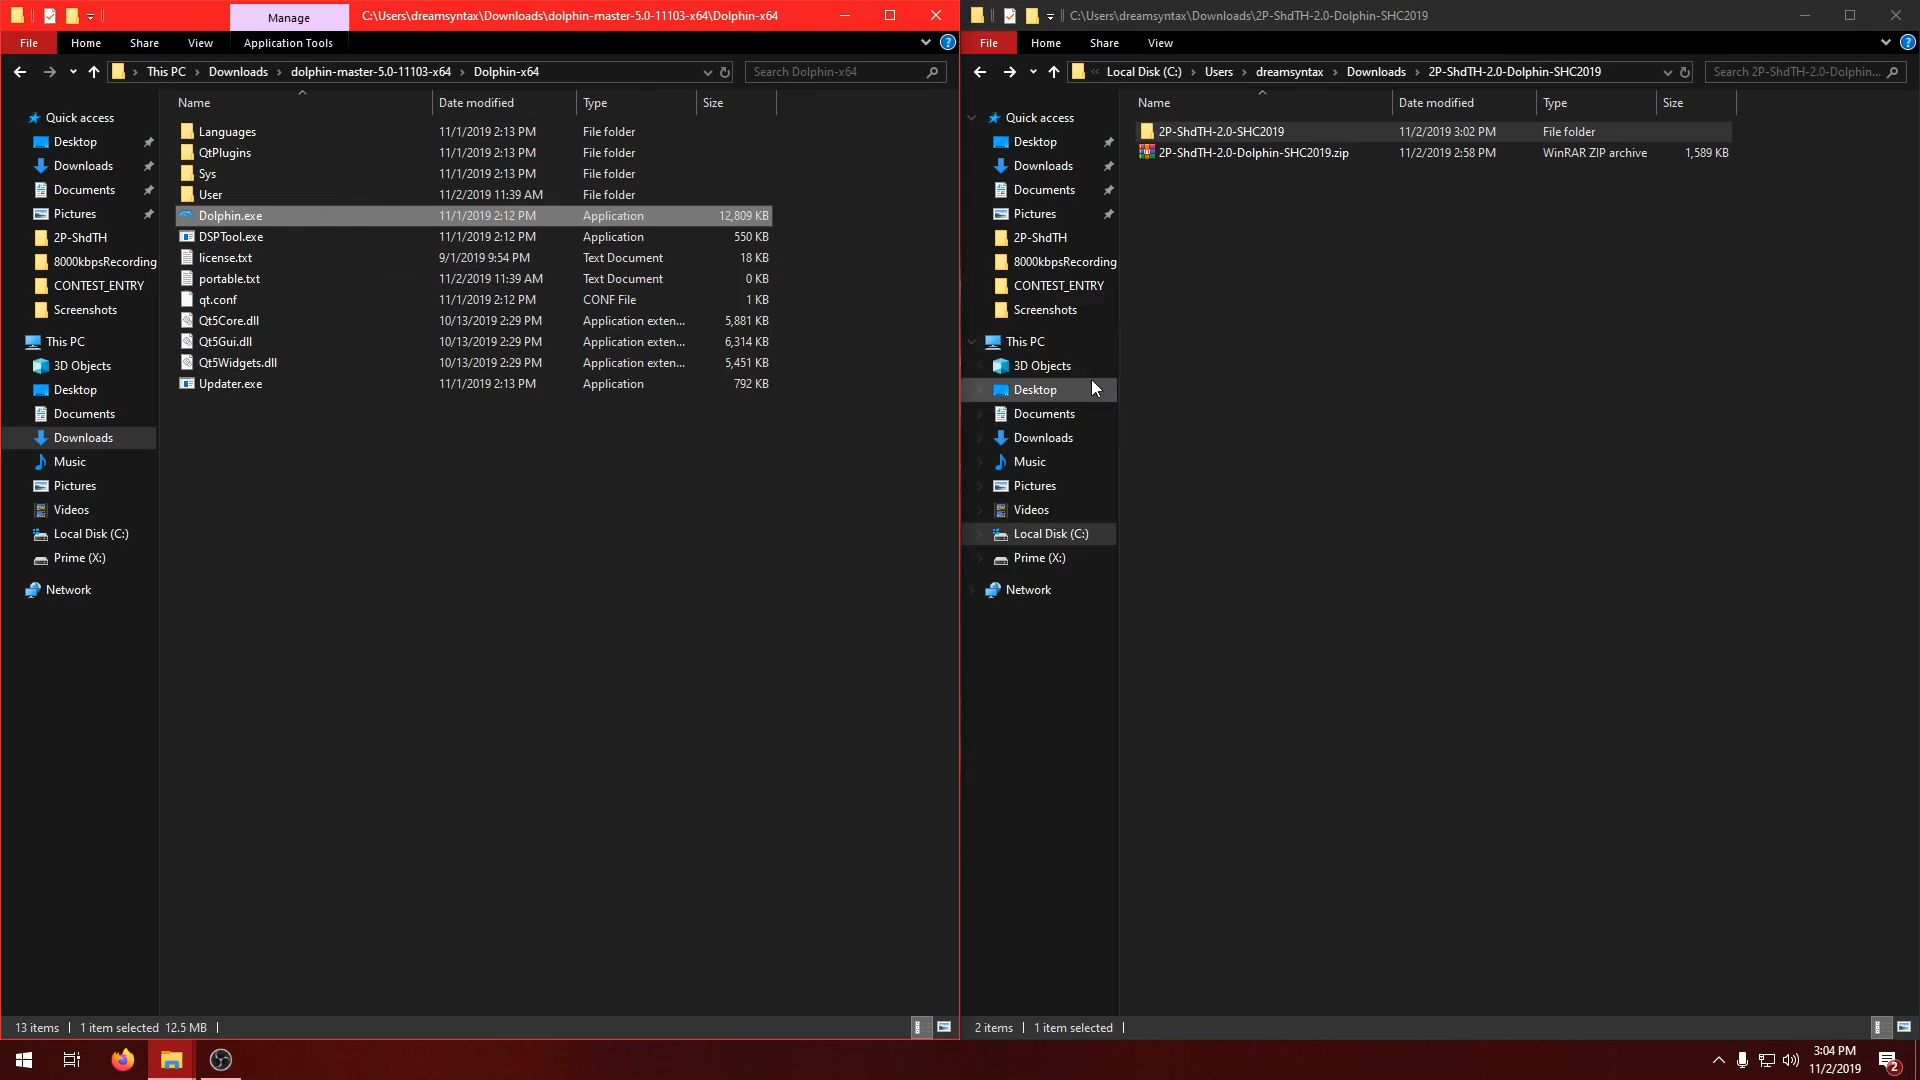 Manage
C:\Users\dreamsyntax\Downloads\dolphin-master-5.0-11103-x64\Dolphin-x64
File Home Share View Application Tools
This PC Downloads dolphin-master-5.0-11103-x64 Dolphin-x64
Search Dolphin-x64
Name Date modified Type Size
Quick access
Desktop
Downloads
Documents
Pictures
2P-ShdTH
8000kbpsRecording
CONTEST_ENTRY
Screenshots
This PC
3D Objects
Desktop
Documents
Downloads
Music
Pictures
Videos
Local Disk (C:)
Prime (X:)
Network
Languages 11/1/2019 2:13 PM File folder
QtPlugins 11/1/2019 2:13 PM File folder
Sys 11/1/2019 2:13 PM File folder
User 11/2/2019 11:39 AM File folder
Dolphin.exe 11/1/2019 2:12 PM Application 12,809 KB
DSPTool.exe 11/1/2019 2:12 PM Application 550 KB
license.txt 9/1/2019 9:54 PM Text Document 18 KB
portable.txt 11/2/2019 11:39 AM Text Document 0 KB
qt.conf 11/1/2019 2:12 PM CONF File 1 KB
Qt5Core.dll 10/13/2019 2:29 PM Application exten... 5,881 KB
Qt5Gui.dll 10/13/2019 2:29 PM Application exten... 6,314 KB
Qt5Widgets.dll 10/13/2019 2:29 PM Application exten... 5,451 KB
Updater.exe 11/1/2019 2:13 PM Application 792 KB
13 items 1 item selected 12.5 MB
C:\Users\dreamsyntax\Downloads\2P-ShdTH-2.0-Dolphin-SHC2019
File Home Share View
Local Disk (C:) Users dreamsyntax Downloads 2P-ShdTH-2.0-Dolphin-SHC2019
Search 2P-ShdTH-2.0-Dolphin...
Name Date modified Type Size
Quick access
Desktop
Downloads
Documents
Pictures
2P-ShdTH
8000kbpsRecording
CONTEST_ENTRY
Screenshots
This PC
3D Objects
Desktop
Documents
Downloads
Music
Pictures
Videos
Local Disk (C:)
Prime (X:)
Network
2P-ShdTH-2.0-SHC2019 11/2/2019 3:02 PM File folder
2P-ShdTH-2.0-Dolphin-SHC2019.zip 11/2/2019 2:58 PM WinRAR ZIP archive 1,589 KB
2 items 1 item selected
3:04 PM
11/2/2019
2